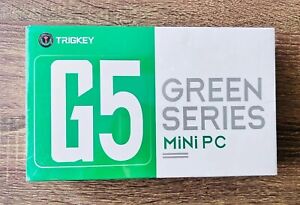 TRIGKEY
G5
GREEN
SERIES
MiNi PC